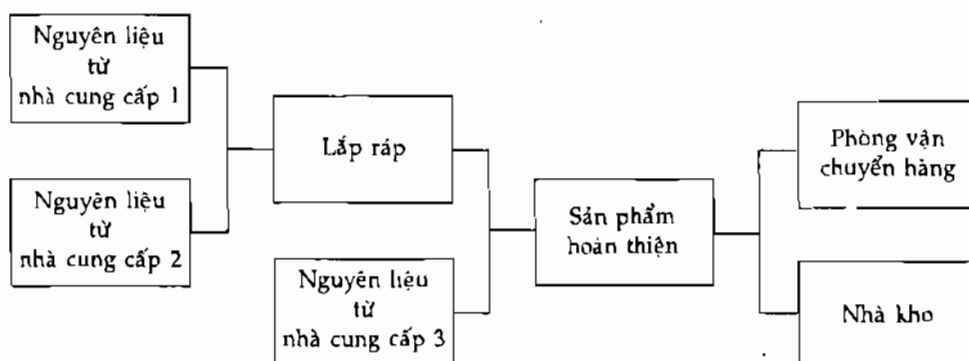 Nguyên liệu
từ
nhà cung cấp 1
Nguyên liệu
từ
nhà cung cấp 2
Lắp ráp
Nguyên liệu
từ
nhà cung cấp 3
Sản phẩm
hoàn thiện
Phòng vận
chuyển hàng
Nhà kho